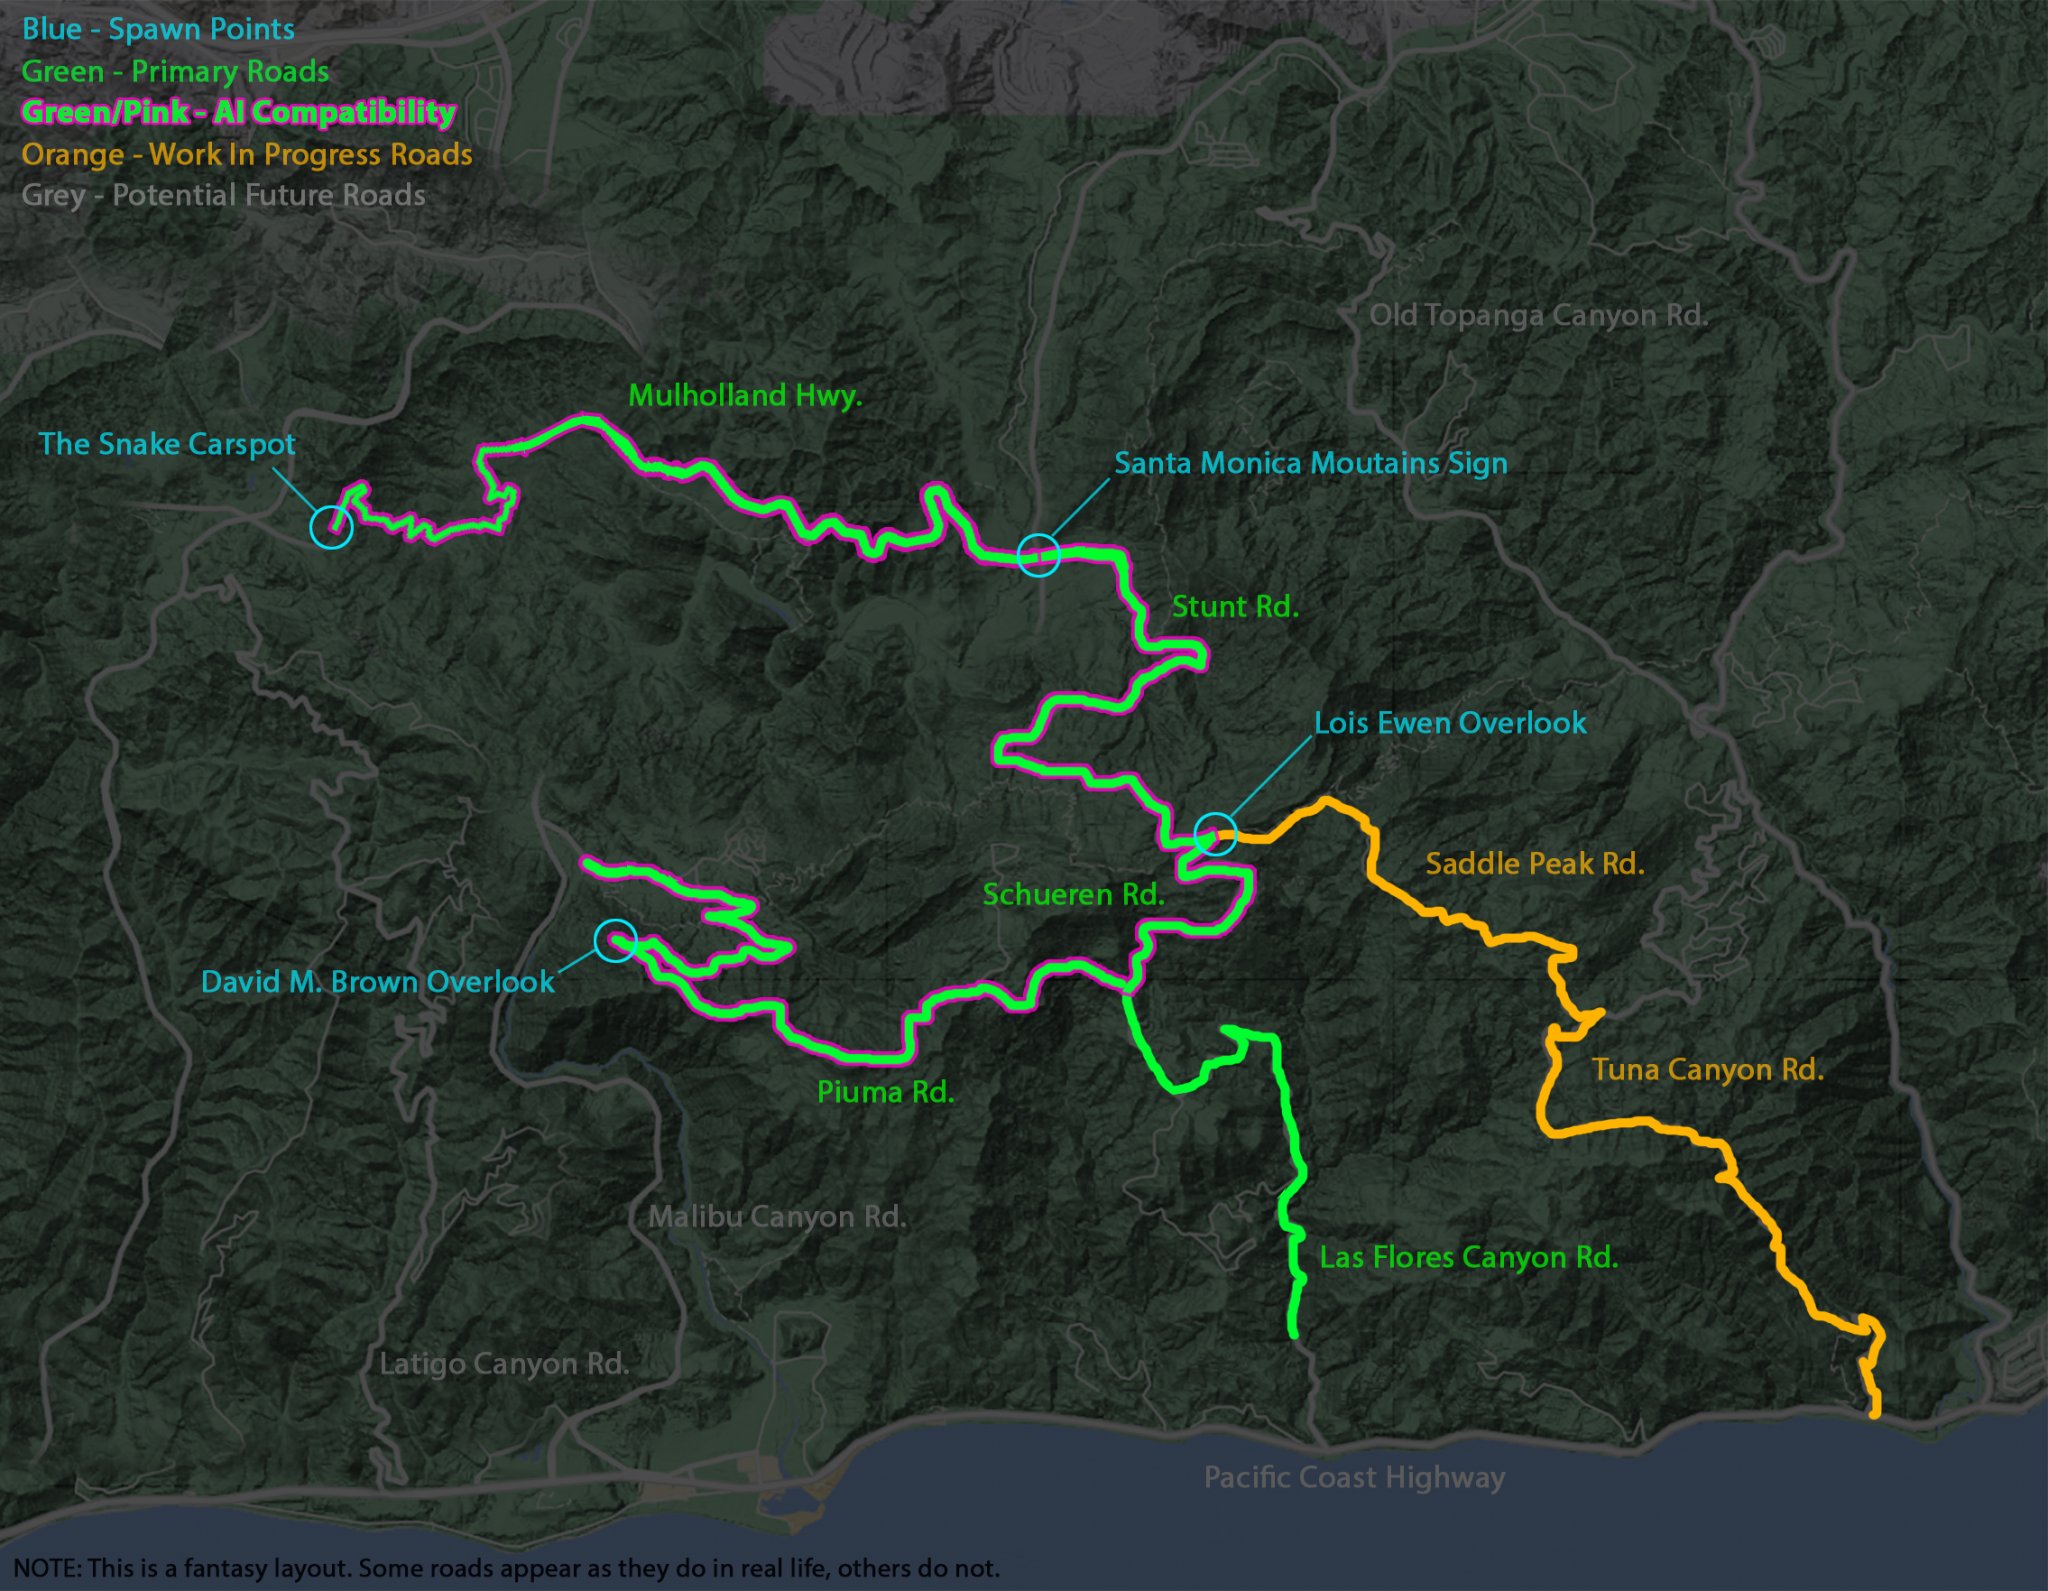 Blue - Spawn Points
Green - Primary Roads
Green/Pink - AI Compatibility
Orange - Work In Progress Roads
Grey - Potential Future Roads
Old Topanga Canyon Rd.
Mulholland Hwy.
The Snake Carspot
Santa Monica Moutains Sign
Stunt Rd.
Lois Ewen Overlook
Saddle Peak Rd.
Schueren Rd.
David M. Brown Overlook
Tuna Canyon Rd.
Piuma Rd.
Malibu Canyon Rd.
Las Flores Canyon Rd.
Latigo Canyon Rd.
Pacific Coast Highway
NOTE: This is a fantasy layout. Some roads appear as they do in real life, others do not.